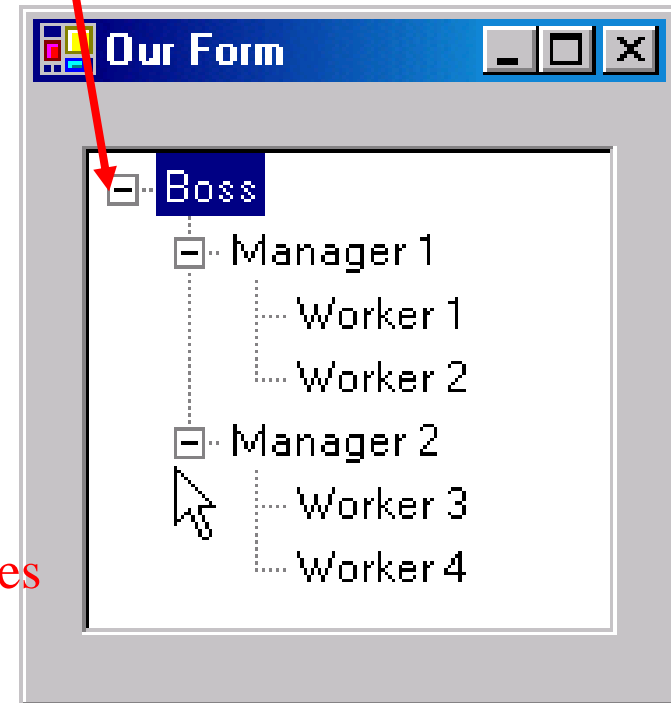 Our Form
Boss
Manager 1
Worker 1
Worker 2
Manager 2
Worker 3
es
Worker 4